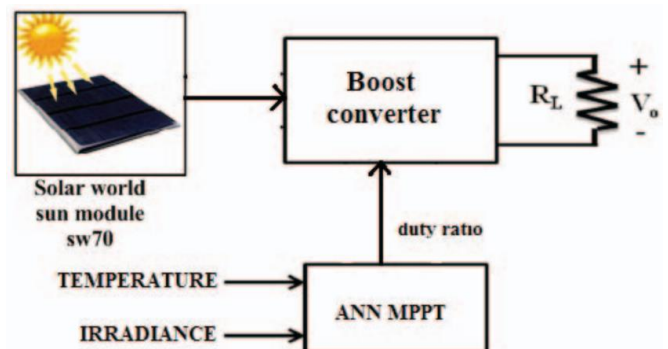 Boost
converter
R_L
+
V_o
-
Solar world
sun module
sw70
duty ratio
TEMPERATURE
ANN MPPT
IRRADIANCE